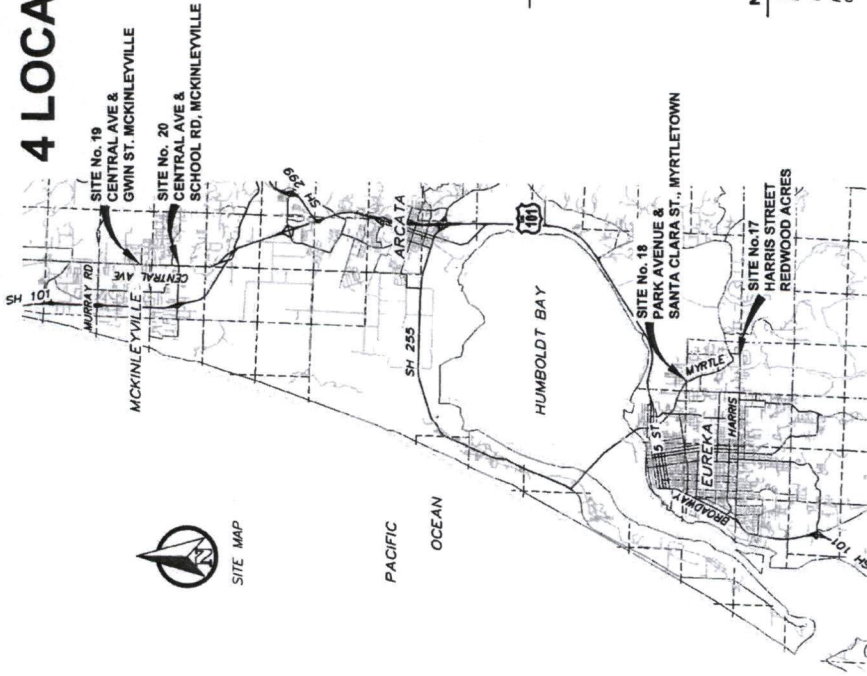 4 LOCA
SITE No. 19
CENTRAL AVE &
GWIN ST. MCKINLEYVILLE
SITE No. 20
CENTRAL AVE &
SCHOOL RD, MCKINLEYVILLE
SH 101
MURRAY RD
CENTRAL AVE
MCKINLEYVILLE
SH 299
ARCATA
SH 255
US
101
HUMBOLDT BAY
N
SITE MAP
PACIFIC
OCEAN
SITE No. 18
PARK AVENUE &
SANTA CLARA ST., MYRTLETOWN
SITE No.17
HARRIS STREET
REDWOOD ACRES
MYRTLE
5 ST
EUREKA
HARRIS
BROADWAY
SH 101
N